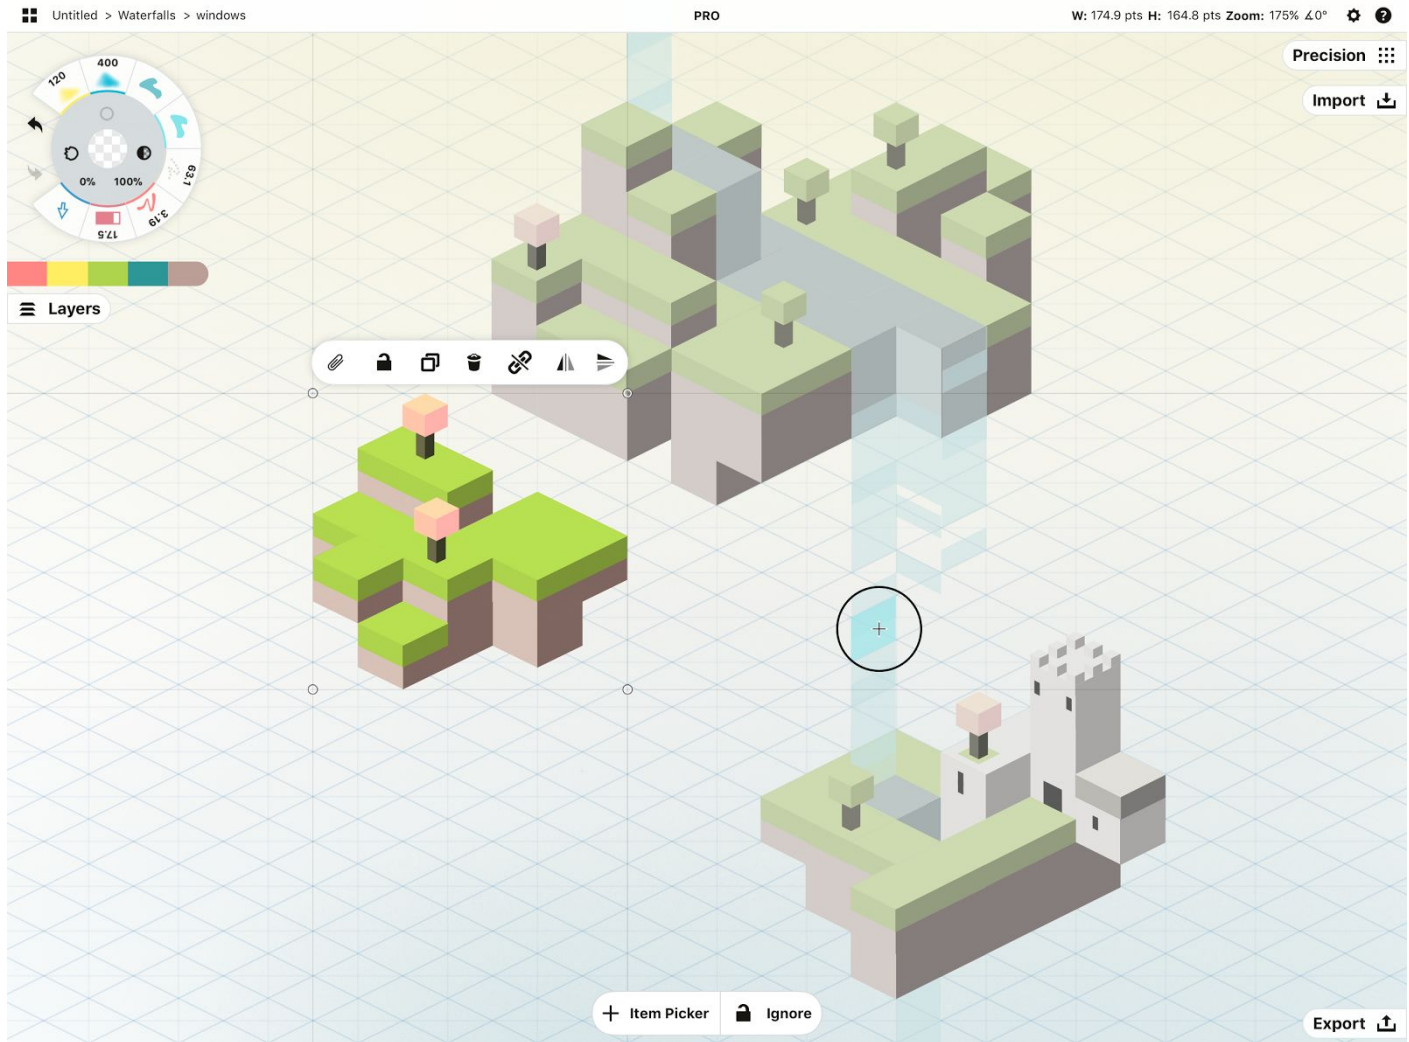 Untitled > Waterfalls > windows
PRO
W: 174.9 pts H: 164.8 pts Zoom: 175% ∡0°
Precision
Import
400
120
63.1
0% 100%
3.19
17.5
Layers
+ Item Picker
Ignore
Export